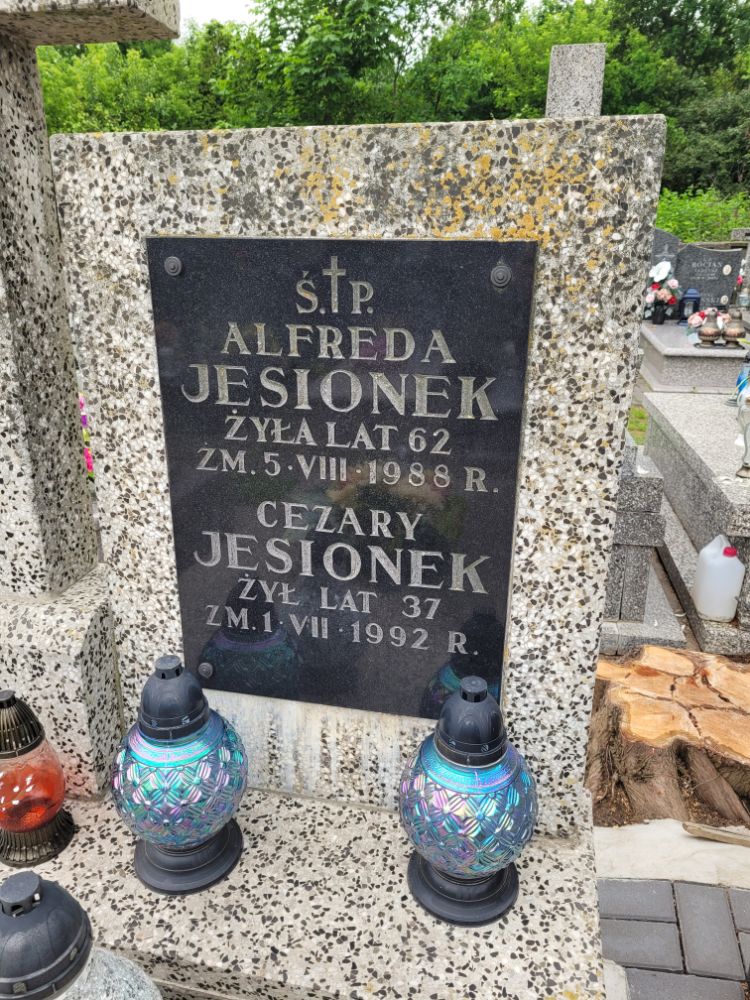 Ś.†P.
ALFREDA
JESIONEK
ŻYŁA LAT 62
ZM. 5·VIII·1988 R.
CEZARY
JESIONEK
ŻYŁ LAT 37
ZM. 1·VII·1992 R.